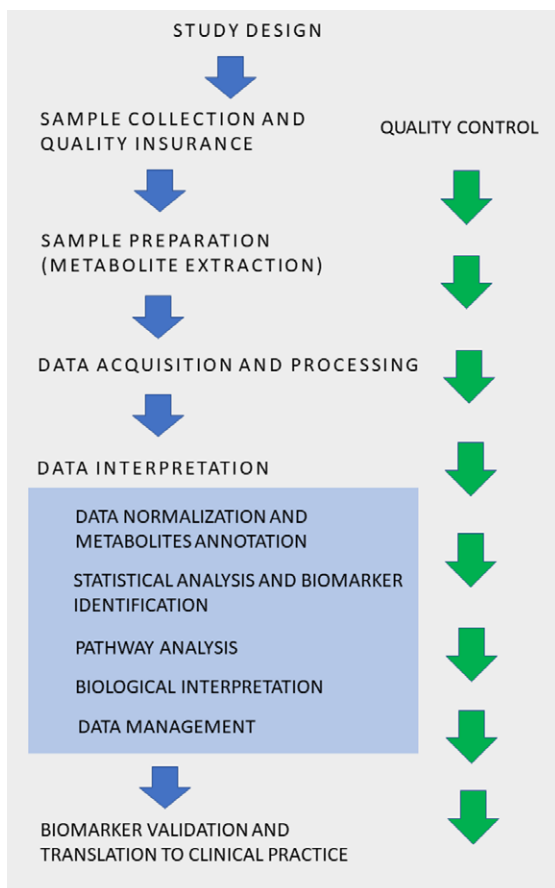 STUDY DESIGN
SAMPLE COLLECTION AND
QUALITY INSURANCE
QUALITY CONTROL
SAMPLE PREPARATION
(METABOLITE EXTRACTION)
DATA ACQUISITION AND PROCESSING
DATA INTERPRETATION
DATA NORMALIZATION AND
METABOLITES ANNOTATION
STATISTICAL ANALYSIS AND BIOMARKER
IDENTIFICATION
PATHWAY ANALYSIS
BIOLOGICAL INTERPRETATION
DATA MANAGEMENT
BIOMARKER VALIDATION AND
TRANSLATION TO CLINICAL PRACTICE